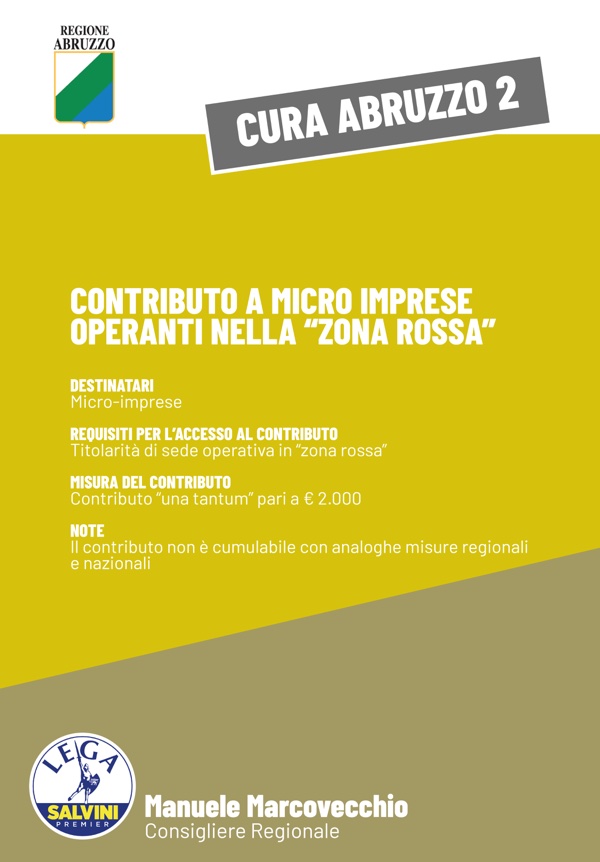 REGIONE
ABRUZZO
CURA ABRUZZO 2
CONTRIBUTO A MICRO IMPRESE
OPERANTI NELLA “ZONA ROSSA”
DESTINATARI
Micro-imprese
REQUISITI PER L’ACCESSO AL CONTRIBUTO
Titolarità di sede operativa in “zona rossa”
MISURA DEL CONTRIBUTO
Contributo “una tantum” pari a € 2.000
NOTE
Il contributo non è cumulabile con analoghe misure regionali
e nazionali
LEGA
SALVINI
PREMIER
Manuele Marcovecchio
Consigliere Regionale